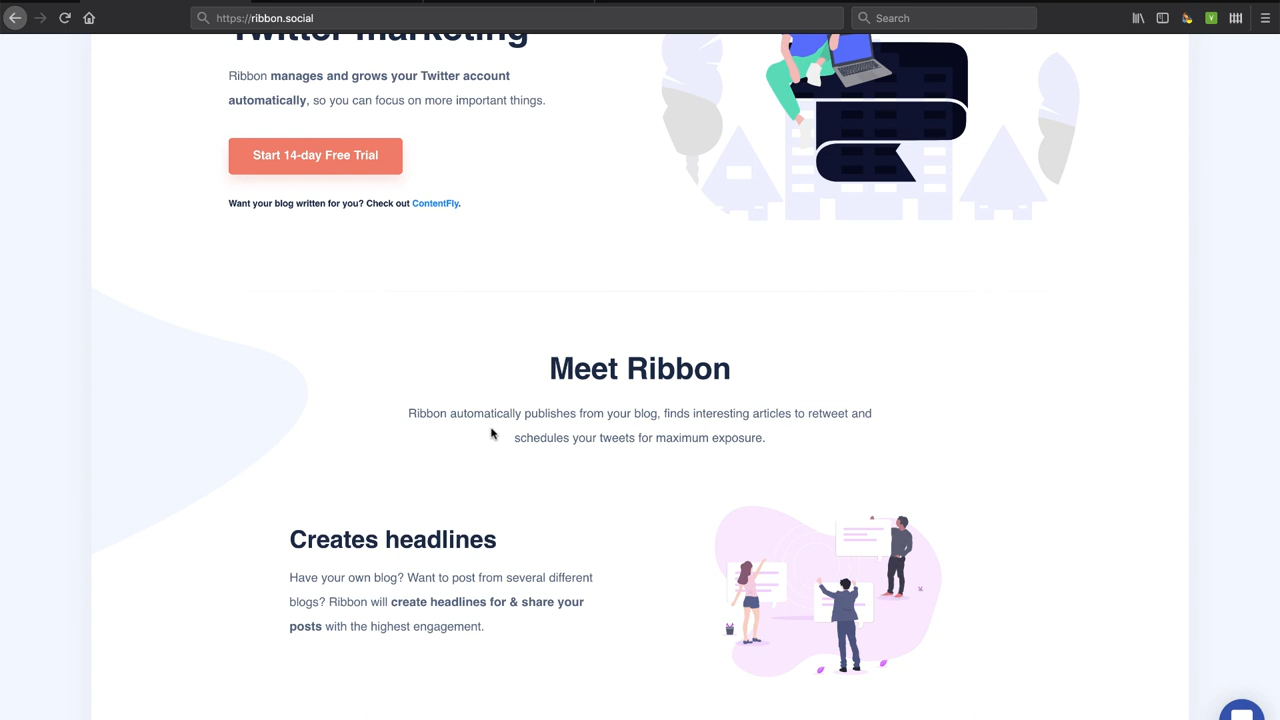 https://ribbon.social
Search
Twitter marketing
Ribbon manages and grows your Twitter account
automatically, so you can focus on more important things.
Start 14-day Free Trial
Want your blog written for you? Check out ContentFly.
Meet Ribbon
Ribbon automatically publishes from your blog, finds interesting articles to retweet and
schedules your tweets for maximum exposure.
Creates headlines
Have your own blog? Want to post from several different
blogs? Ribbon will create headlines for & share your
posts with the highest engagement.